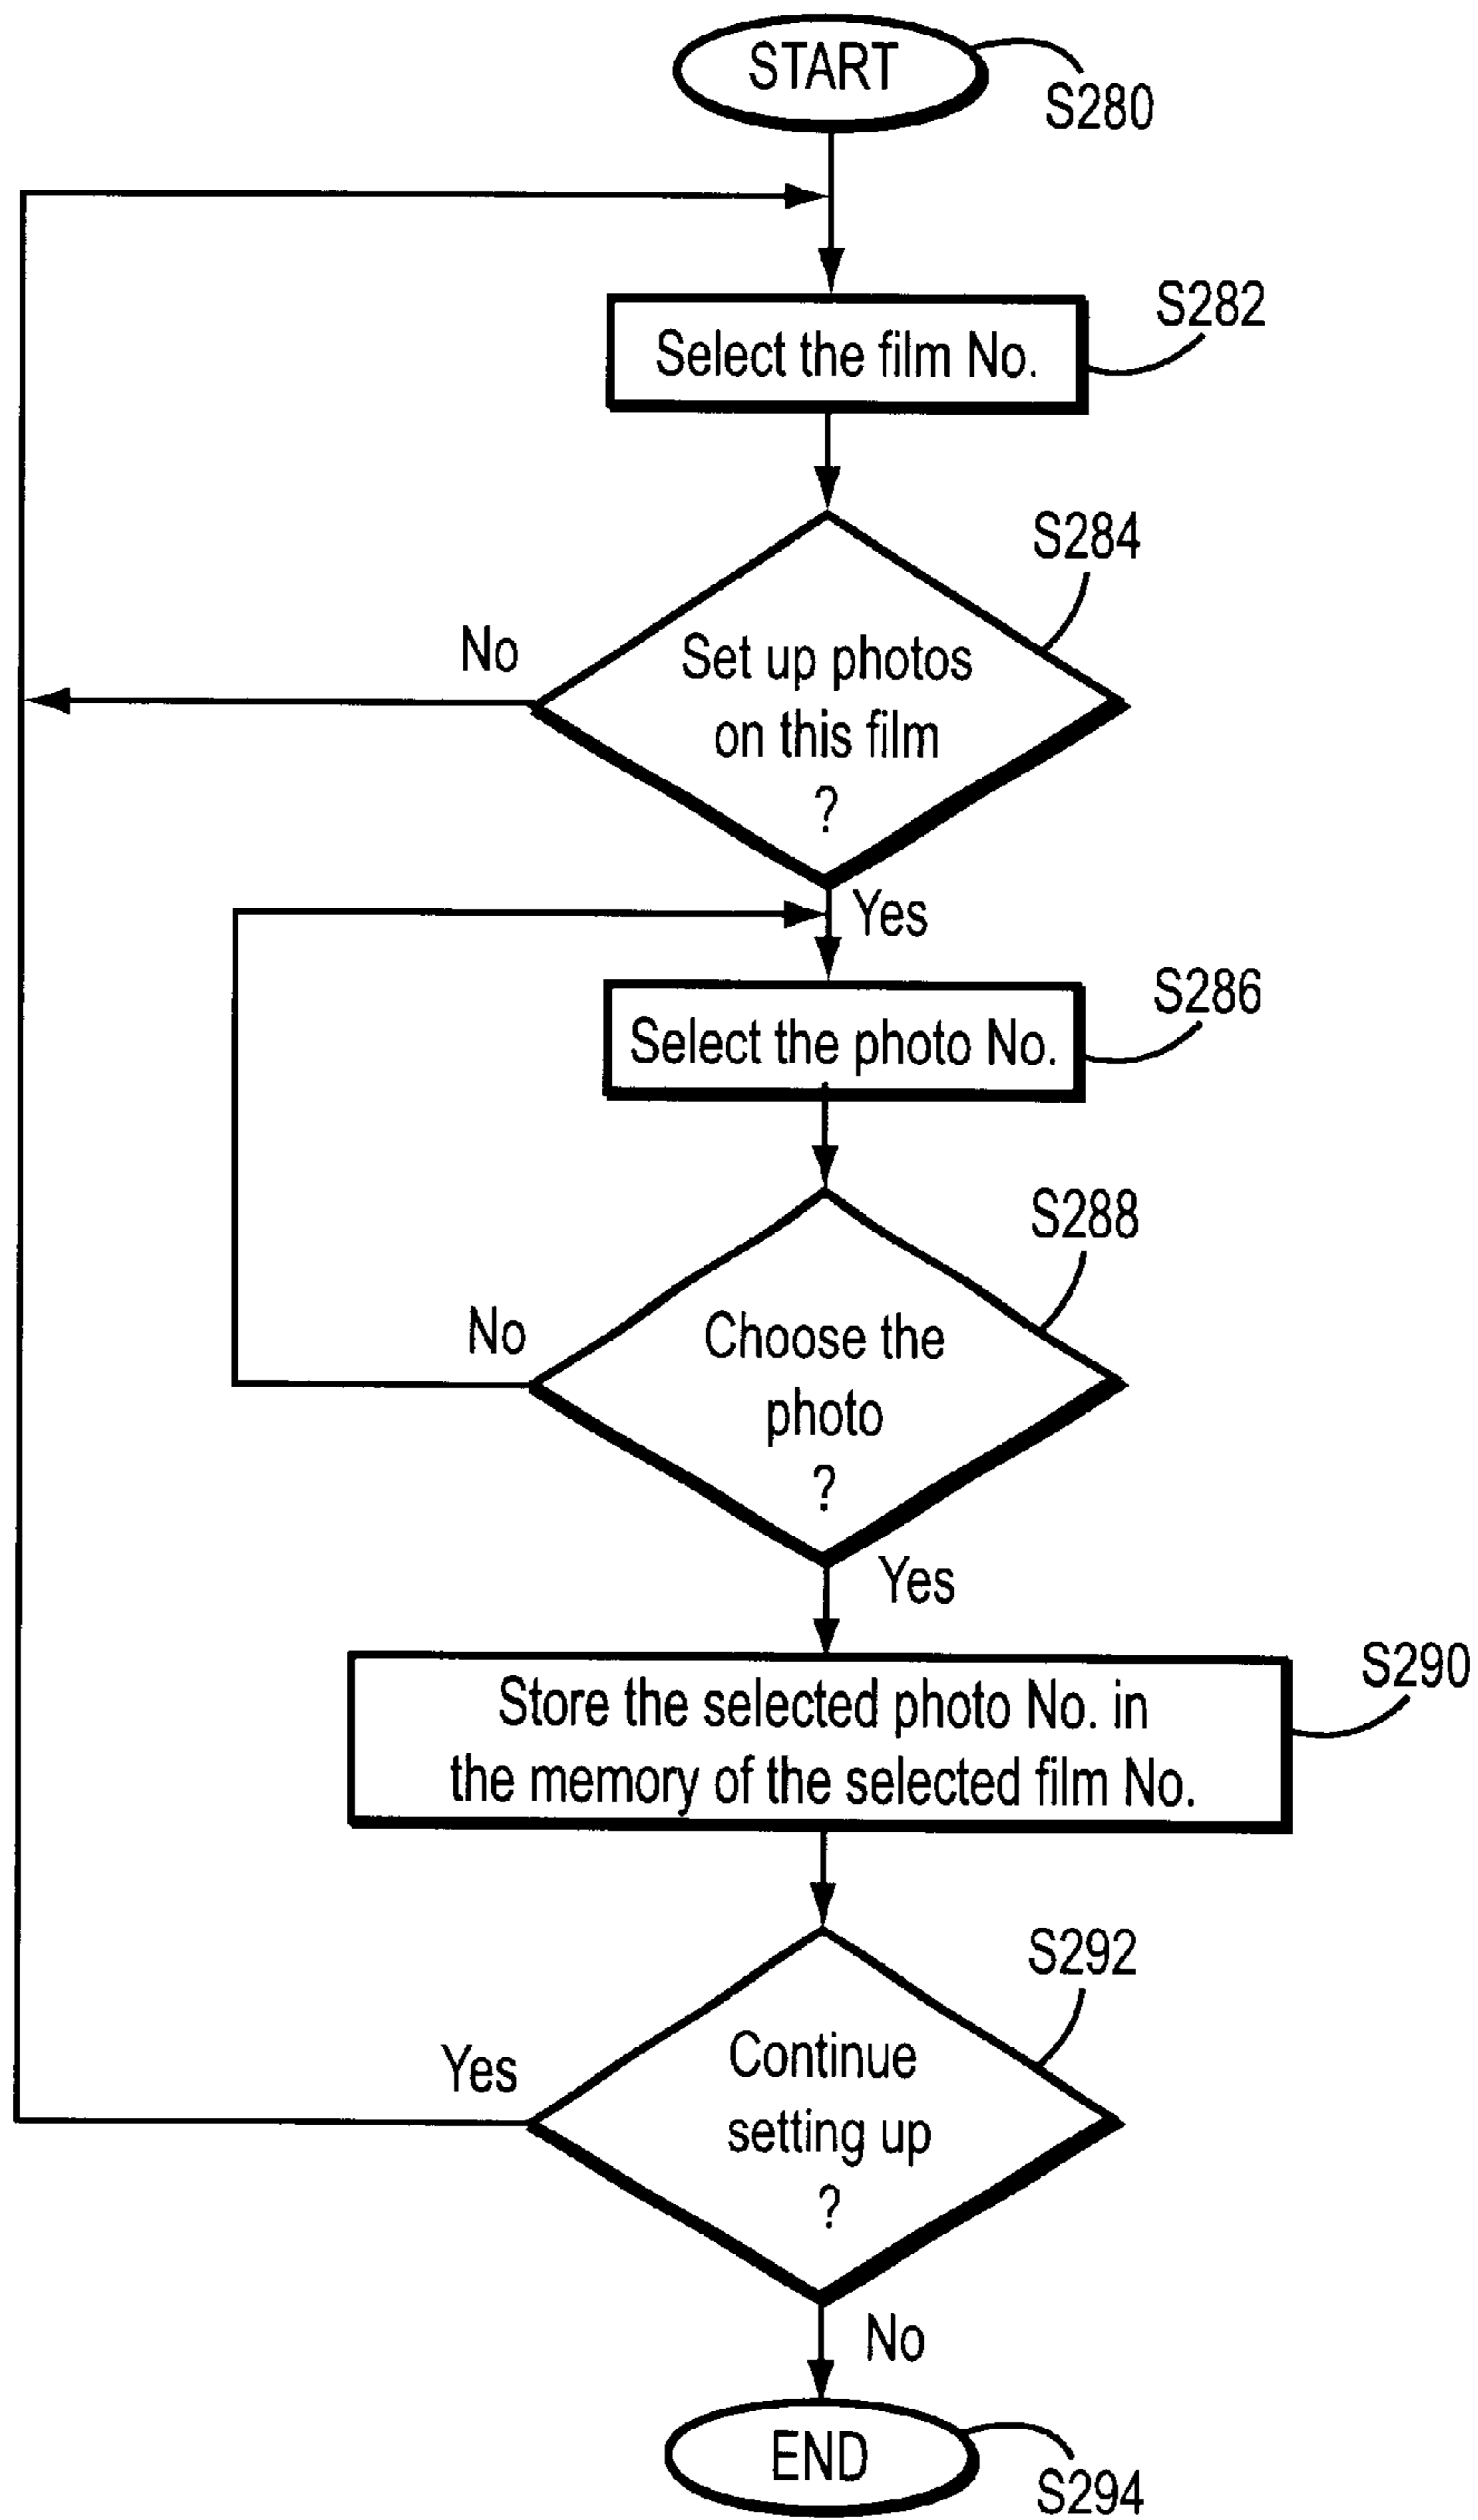 START
S280
S282
Select the film No.
S284
No
Set up photos
on this film
?
Yes
S286
Select the photo No.
S288
No
Choose the
photo
?
Yes
S290
Store the selected photo No. in
the memory of the selected film No.
S292
Yes
Continue
setting up
?
No
END
S294